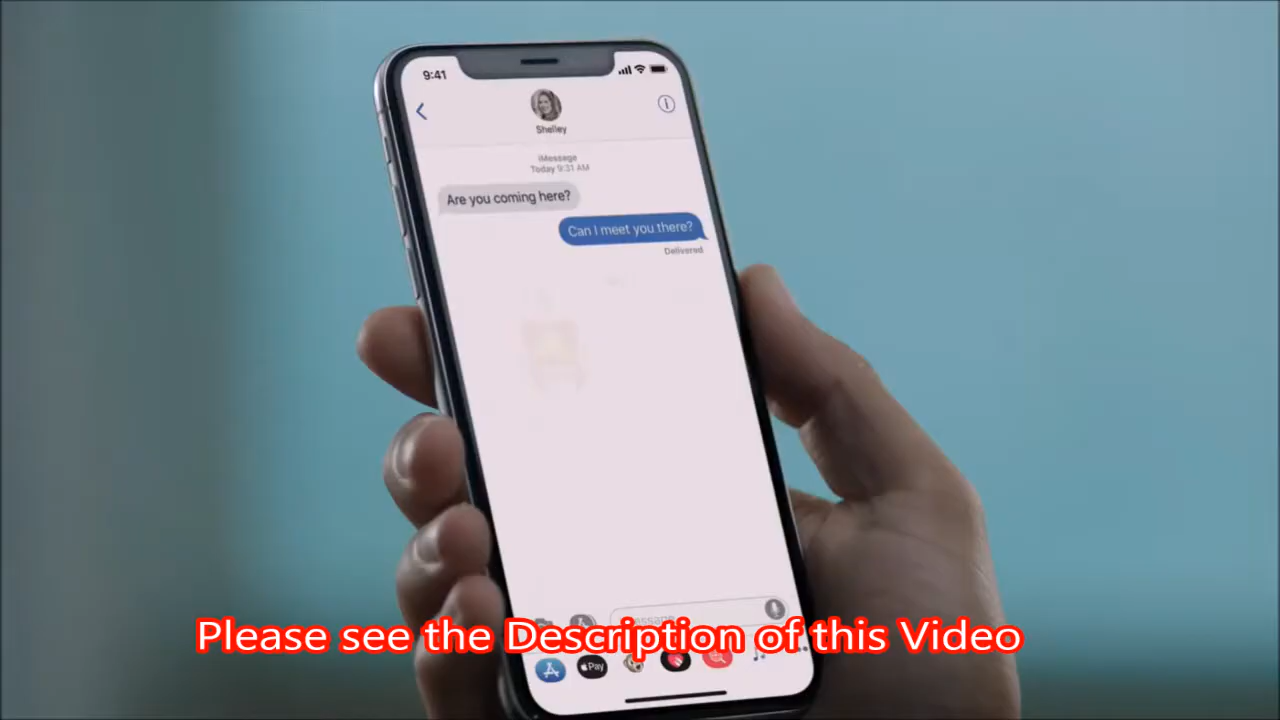 9:41
Shelley
iMessage
Today 9:31 AM
Are you coming here?
Can I meet you there?
Delivered
Please see the Description of this Video
Pay